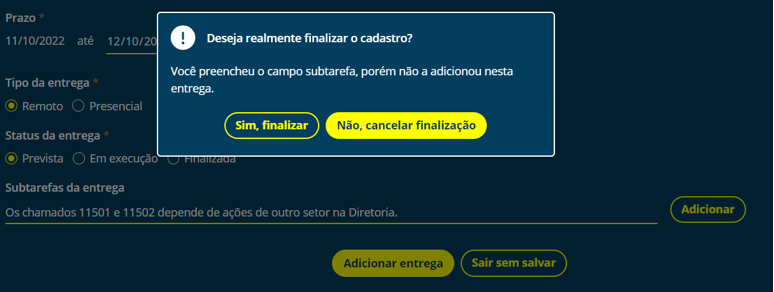 Prazo *
11/10/2022 até 12/10/20
Deseja realmente finalizar o cadastro?
Você preencheu o campo subtarefa, porém não a adicionou nesta
entrega.
Sim, finalizar Não, cancelar finalização
Tipo da entrega *
Remoto Presencial
Status da entrega *
Prevista Em execução Finalizada
Subtarefas da entrega
Os chamados 11501 e 11502 depende de ações de outro setor na Diretoria.
Adicionar
Adicionar entrega Sair sem salvar